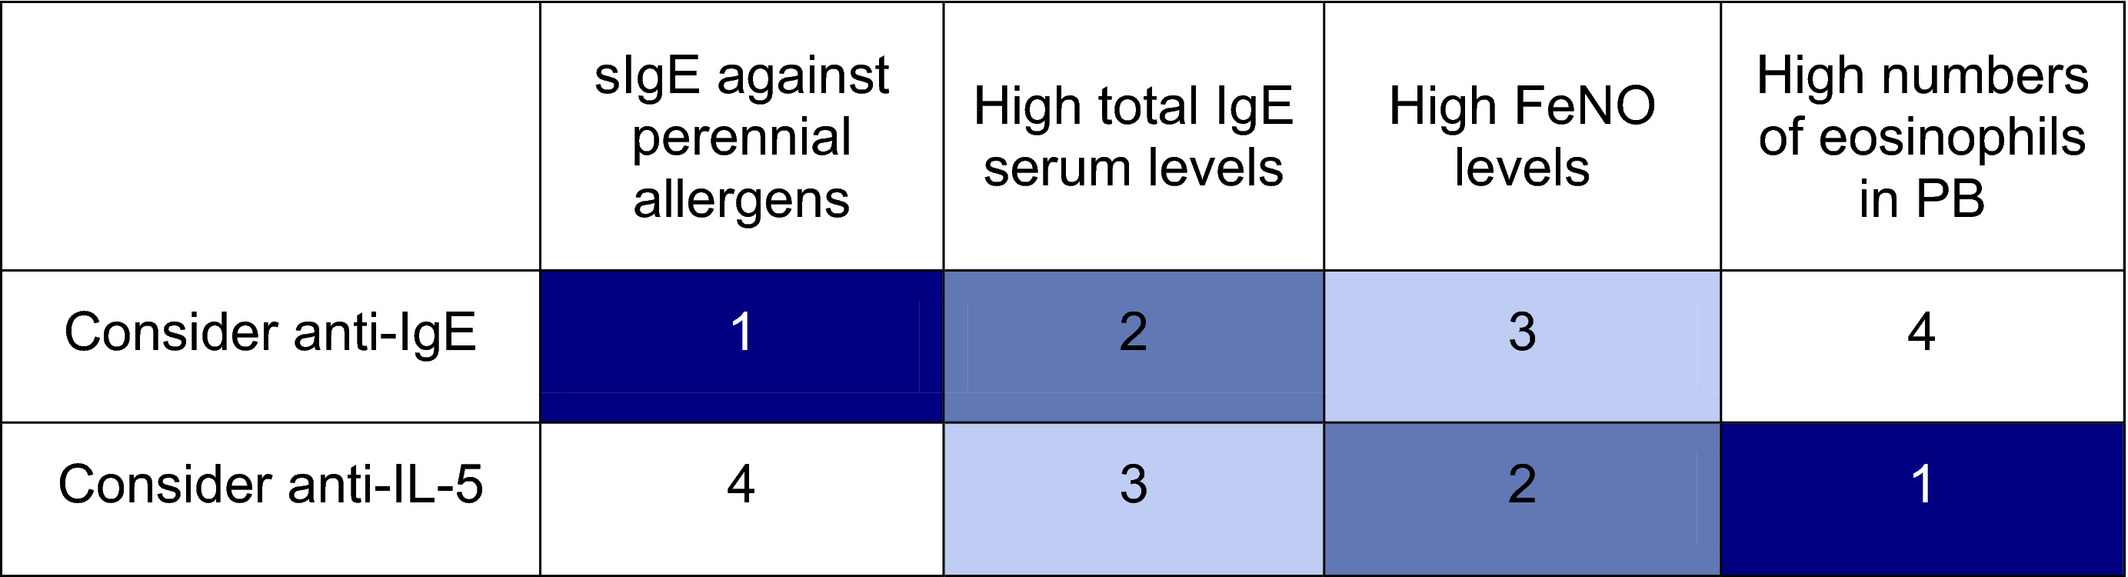 sIgE against
perennial
allergens
High total IgE
serum levels
High FeNO
levels
High numbers
of eosinophils
in PB
Consider anti-IgE
1
2
3
4
Consider anti-IL-5
4
3
2
1